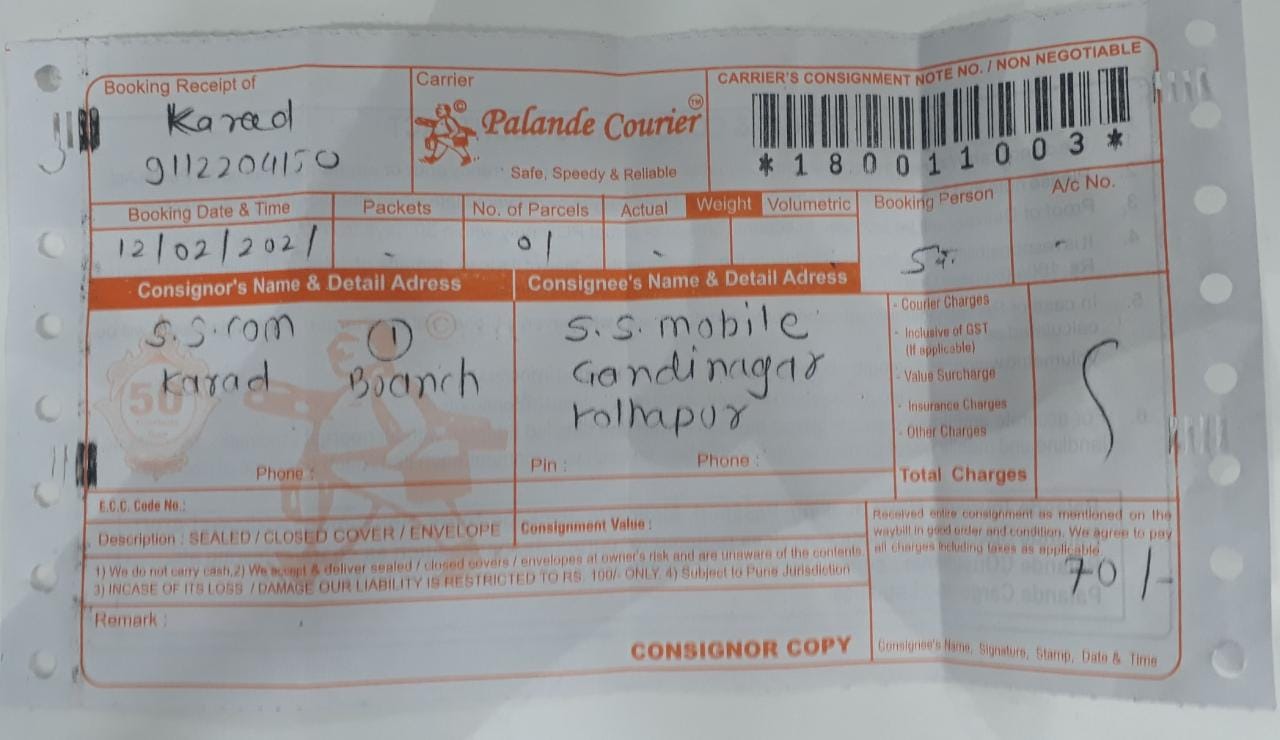 Booking Receipt of
Karad
9112204150
Carrier
Palande Courier
TM
©
Safe, Speedy & Reliable
CARRIER'S CONSIGNMENT NOTE NO. / NON NEGOTIABLE
*180011003*
Booking Date & Time
Packets
No. of Parcels
Actual
Weight
Volumetric
Booking Person
A/c No.
12/02/2021
-
01
-
-
Consignor's Name & Detail Adress
Consignee's Name & Detail Adress
S.S.com ①
Karad Boanch
50
©
Phone :
S.S. mobile
Gandinagar
Kolhapur
Pin :
Phone :
- Courier Charges
- Inclusive of GST
(If applicable)
- Value Surcharge
- Insurance Charges
- Other Charges
Total Charges
E.C.C. Code No.:
Description : SEALED / CLOSED COVER / ENVELOPE
Consignment Value :
1) We do not carry cash,2) We accept & deliver sealed / closed covers / envelopes at owner's risk and are unaware of the contents.
3) INCASE OF ITS LOSS / DAMAGE OUR LIABILITY IS RESTRICTED TO RS. 100/- ONLY. 4) Subject to Pune Jurisdiction
Remark :
CONSIGNOR COPY
Received entire consignment as mentioned on the
waybill in good order and condition. We agree to pay
all charges including taxes as applicable.
70/-
Consignee's Name, Signature, Stamp, Date & Time